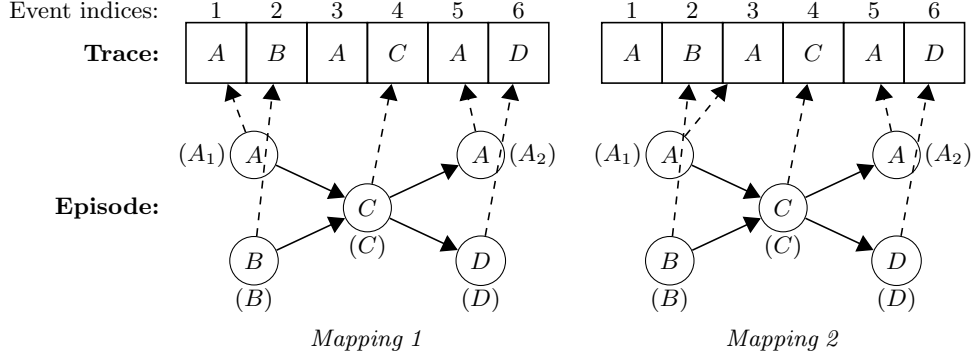 Event indices: 1 2 3 4 5 6 1 2 3 4 5 6
Trace: A B A C A D A B A C A D
(A1) A A (A2) (A1) A A (A2)
Episode: C C
(C) (C)
B D B D
(B) (D) (B) (D)
Mapping 1 Mapping 2